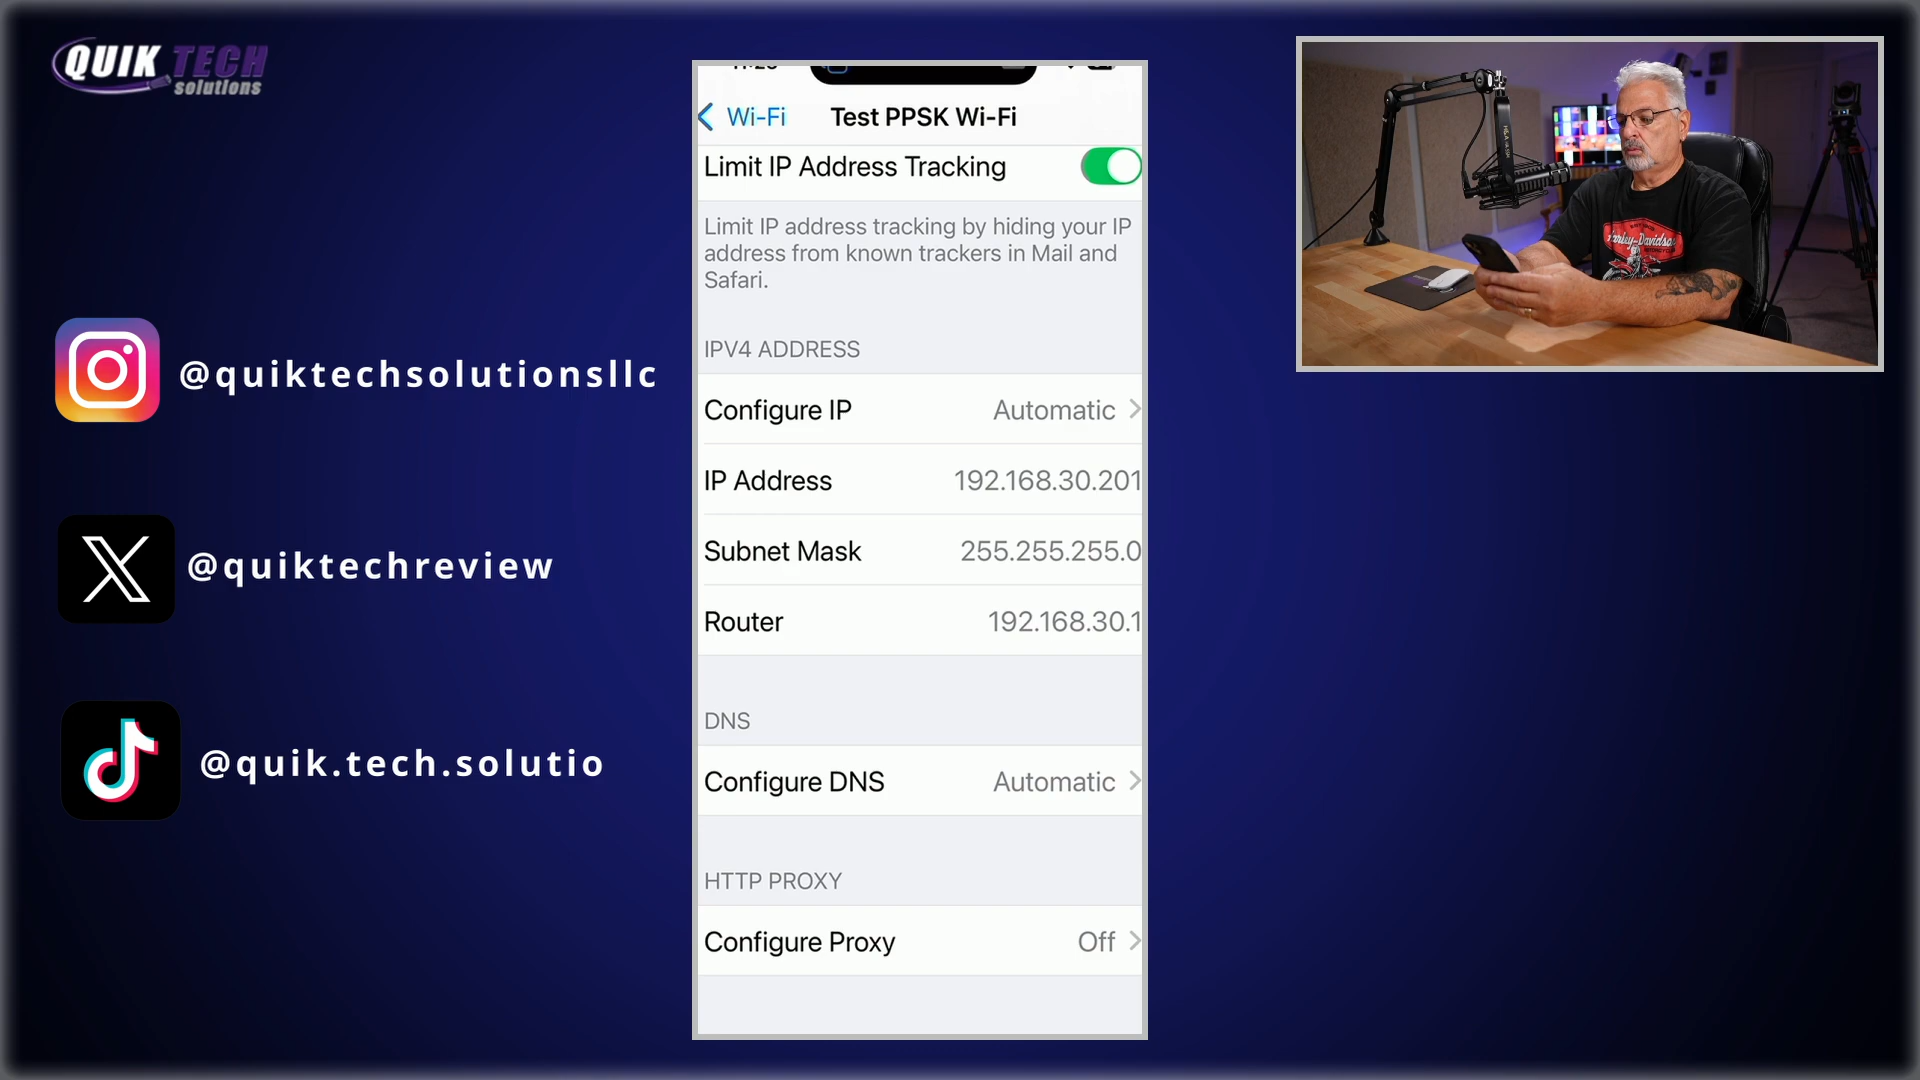 QUIK TECH
solutions
@quiktechsolutionsllc
@quiktechreview
@quik.tech.solutio
Wi-Fi
Test PPSK Wi-Fi
Limit IP Address Tracking
Limit IP address tracking by hiding your IP
address from known trackers in Mail and
Safari.
IPV4 ADDRESS
Configure IP Automatic
IP Address 192.168.30.201
Subnet Mask 255.255.255.0
Router 192.168.30.1
DNS
Configure DNS Automatic
HTTP PROXY
Configure Proxy Off
Harley-Davidson